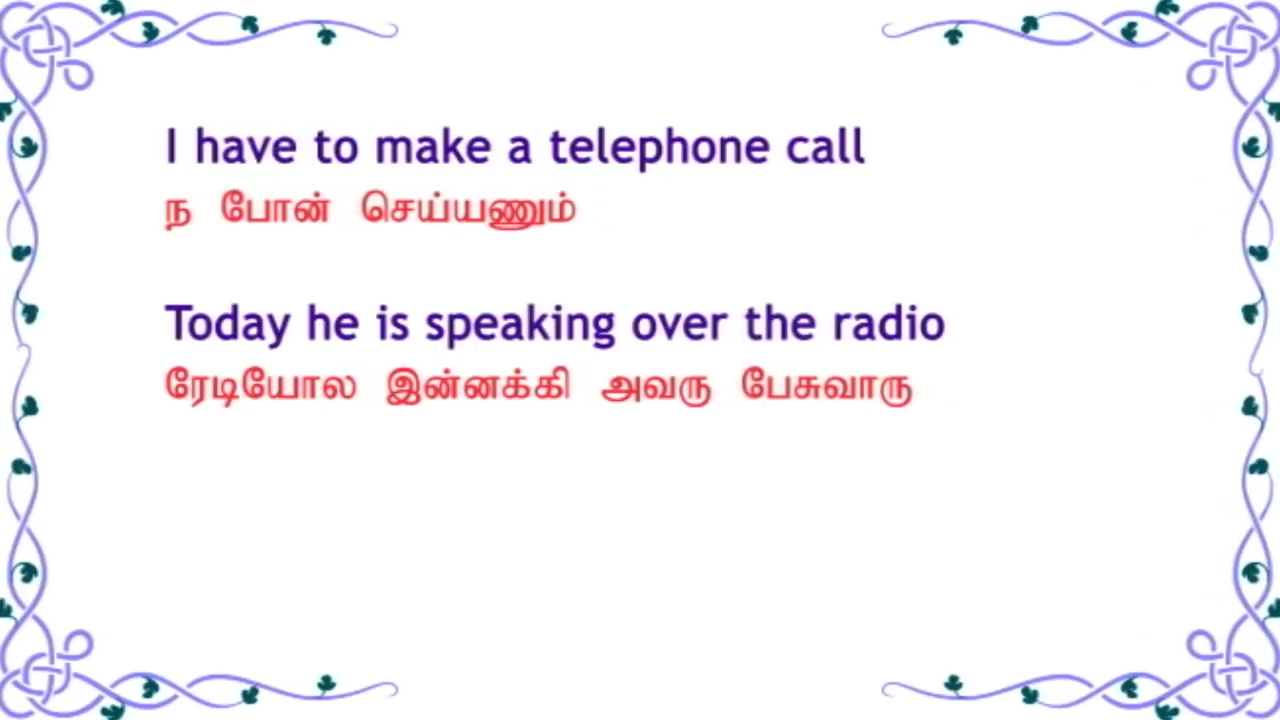 I have to make a telephone call
ந போன் செய்யணும்
Today he is speaking over the radio
ரேடியோல இன்னக்கி அவரு பேசுவாரு